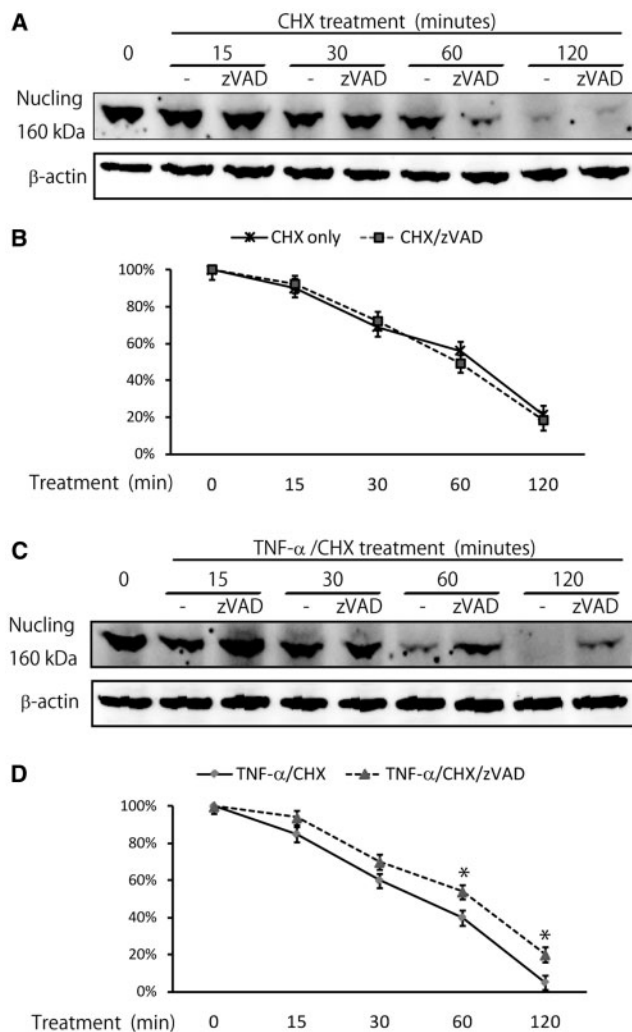 A
CHX treatment (minutes)
0 15 30 60 120
- zVAD - zVAD - zVAD - zVAD
Nucling
160 kDa
β-actin
B
CHX only CHX/zVAD
100%
80%
60%
40%
20%
0%
Treatment (min) 0 15 30 60 120
C
TNF-α /CHX treatment (minutes)
0 15 30 60 120
- zVAD - zVAD - zVAD - zVAD
Nucling
160 kDa
β-actin
D
TNF-α/CHX TNF-α/CHX/zVAD
100%
80%
60%
40%
20%
0%
* *
Treatment (min) 0 15 30 60 120